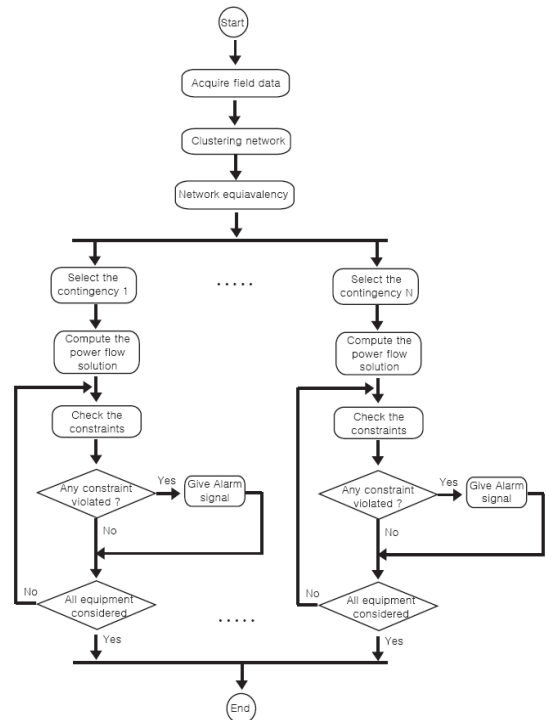 Start
Acquire field data
Clustering network
Network equiavalency
Select the
contingency 1
.....
Select the
contingency N
Compute the
power flow
solution
Compute the
power flow
solution
Check the
constraints
Check the
constraints
Any constraint
violated ?
Yes
Give Alarm
signal
Any constraint
violated ?
Yes
Give Alarm
signal
No
No
No
All equipment
considered
.....
No
All equipment
considered
Yes
Yes
End